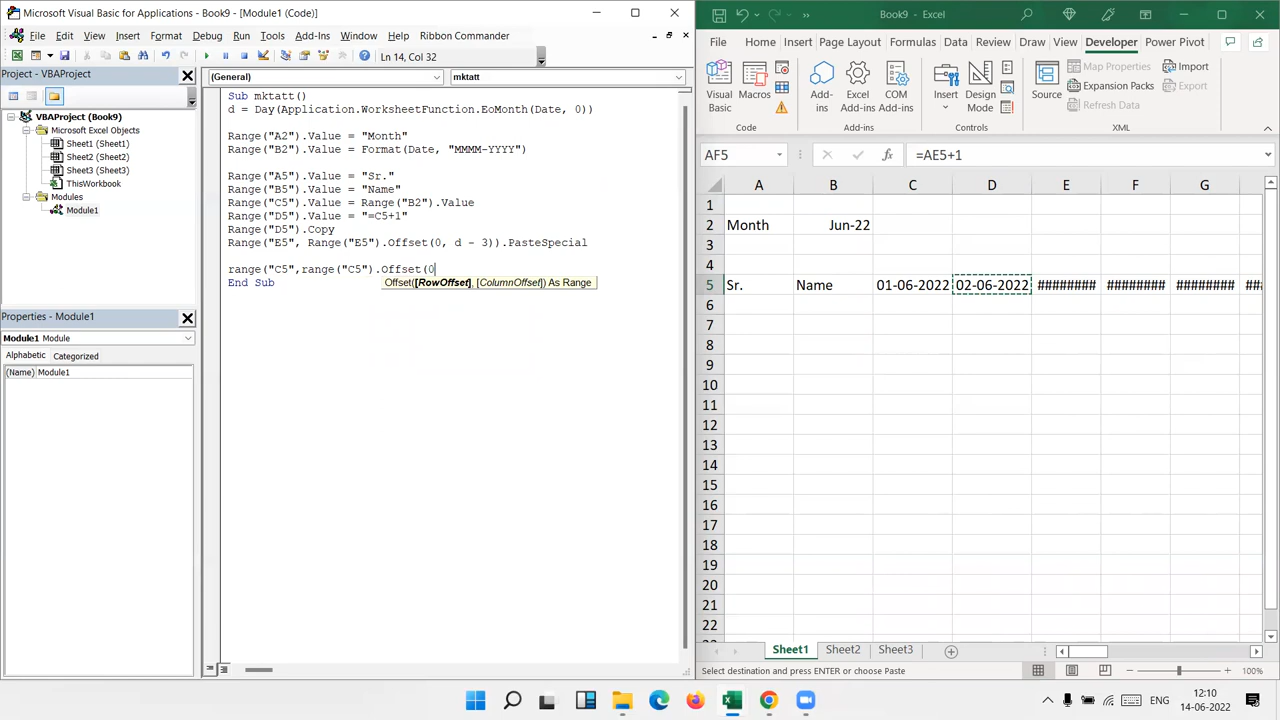 Microsoft Visual Basic for Applications - Book9 - [Module1 (Code)]
File Edit View Insert Format Debug Run Tools Add-Ins Window Help Ribbon Commander
Ln 14, Col 32
Project - VBAProject
VBAProject (Book9)
Microsoft Excel Objects
Sheet1 (Sheet1)
Sheet2 (Sheet2)
Sheet3 (Sheet3)
ThisWorkbook
Modules
Module1
Properties - Module1
Module1 Module
Alphabetic Categorized
(Name) Module1
(General) mktatt
Sub mktatt()
d = Day(Application.WorksheetFunction.EoMonth(Date, 0))
Range("A2").Value = "Month"
Range("B2").Value = Format(Date, "MMMM-YYYY")
Range("A5").Value = "Sr."
Range("B5").Value = "Name"
Range("C5").Value = Range("B2").Value
Range("D5").Value = "=C5+1"
Range("D5").Copy
Range("E5", Range("E5").Offset(0, d - 3)).PasteSpecial
range("C5",range("C5").Offset(0
Offset([RowOffset], [ColumnOffset]) As Range
End Sub
Book9 - Excel
File Home Insert Page Layout Formulas Data Review View Draw Design Developer Power Pivot
Visual Basic
Macros
Code
Add-ins
Excel Add-ins
COM Add-ins
Add-ins
Insert
Design Mode
Controls
Source
Map Properties
Expansion Packs
Refresh Data
Import
Export
XML
AF5 fx =AE5+1
A B C D E F G
1
2 Month Jun-22
3
4
5 Sr. Name 01-06-2022 02-06-2022 ######## ######## ######## ##
6
7
8
9
10
11
12
13
14
15
16
17
18
19
20
21
22
Sheet1 Sheet2 Sheet3
Select destination and press ENTER or choose Paste 100%
ENG 12:10
14-06-2022